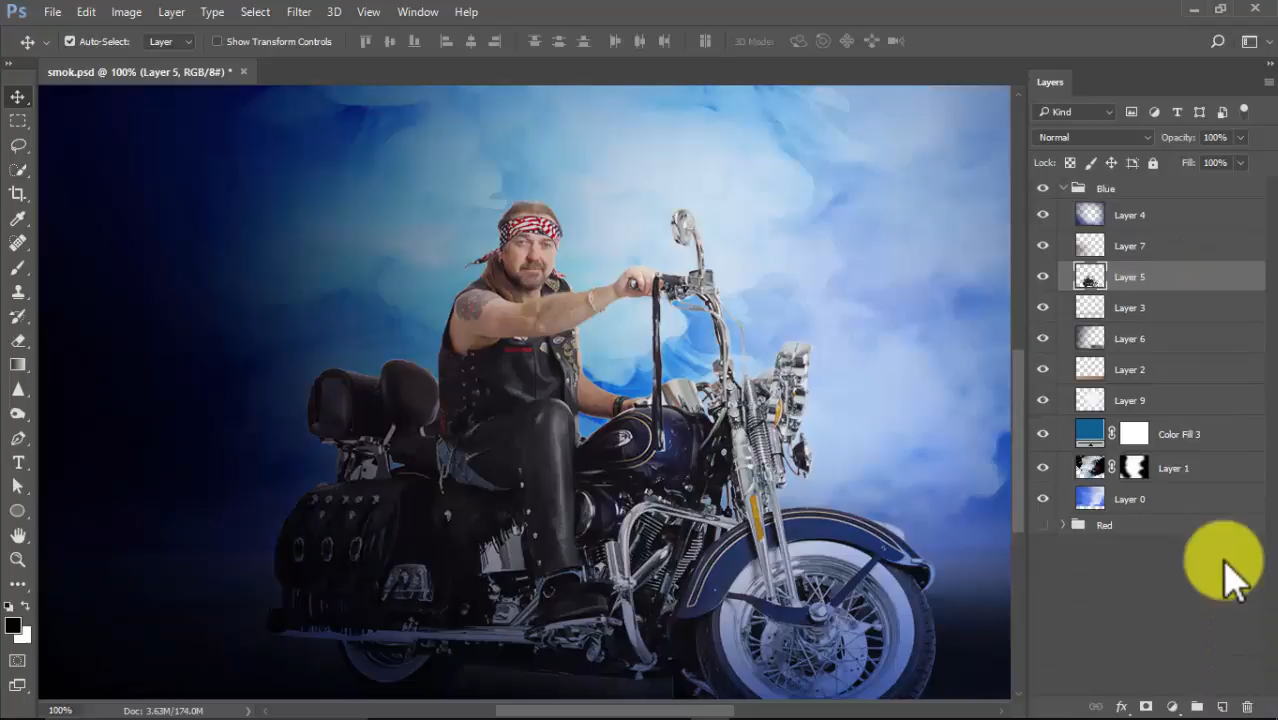 Ps File Edit Image Layer Type Select Filter 3D View Window Help
Auto-Select: Layer Show Transform Controls 3D Mode:
smok.psd @ 100% (Layer 5, RGB/8#) *
Layers
Kind
Normal Opacity: 100%
Lock: Fill: 100%
Blue
Layer 4
Layer 7
Layer 5
Layer 3
Layer 6
Layer 2
Layer 9
Color Fill 3
Layer 1
Layer 0
Red
100% Doc: 3.63M/174.0M